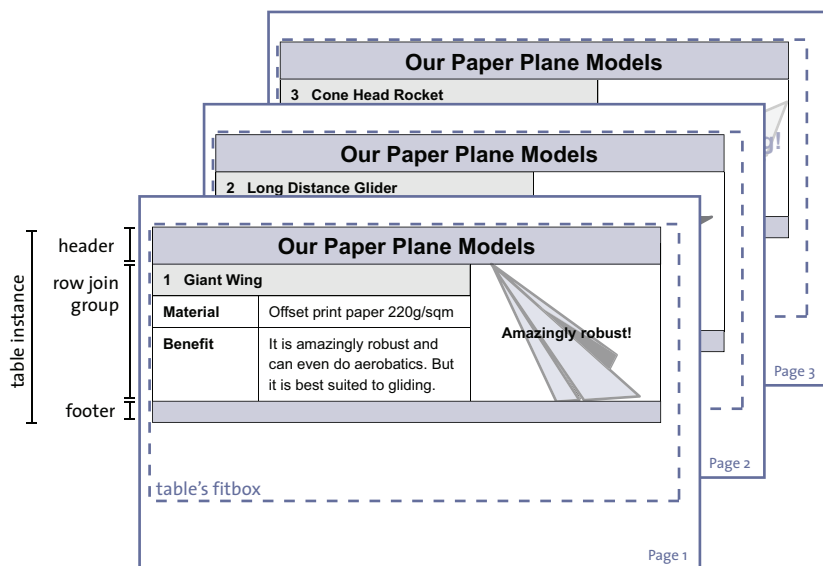 Our Paper Plane Models
3 Cone Head Rocket
g!
Page 3
Our Paper Plane Models
2 Long Distance Glider
Page 2
Our Paper Plane Models
1 Giant Wing
Material Offset print paper 220g/sqm
Benefit It is amazingly robust and
can even do aerobatics. But
it is best suited to gliding.
Amazingly robust!
table's fitbox
Page 1
table instance
header
row join
group
footer